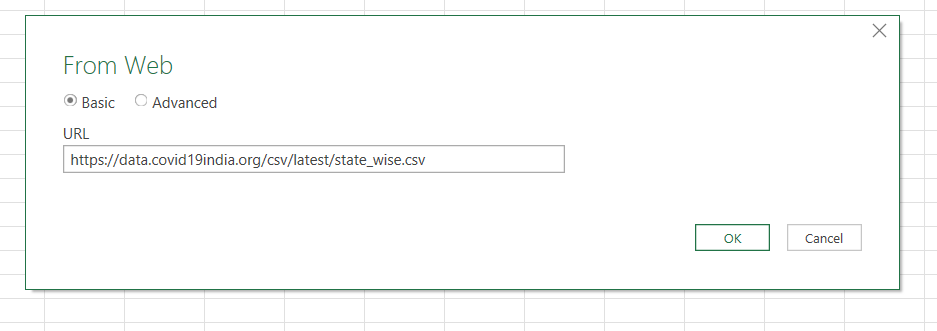 From Web
Basic Advanced
URL
https://data.covid19india.org/csv/latest/state_wise.csv
OK Cancel